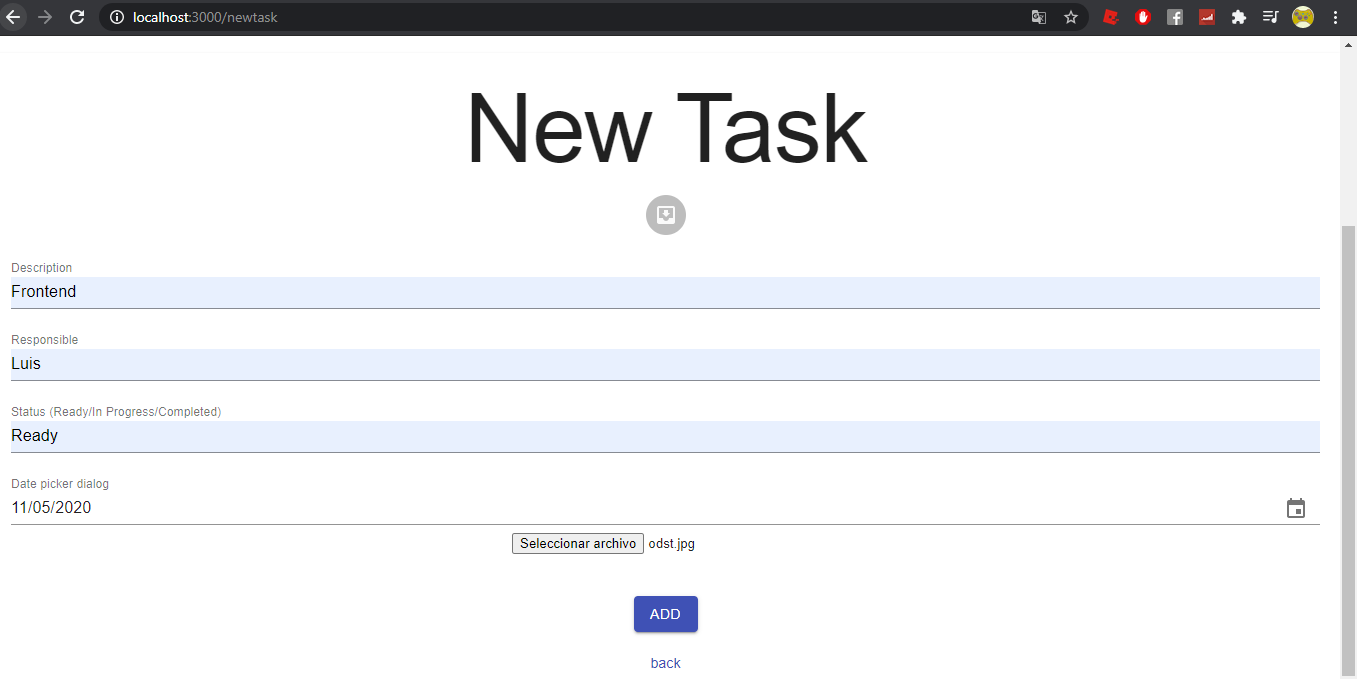 localhost:3000/newtask
New Task
Description
Frontend
Responsible
Luis
Status (Ready/In Progress/Completed)
Ready
Date picker dialog
11/05/2020
Seleccionar archivo odst.jpg
ADD
back